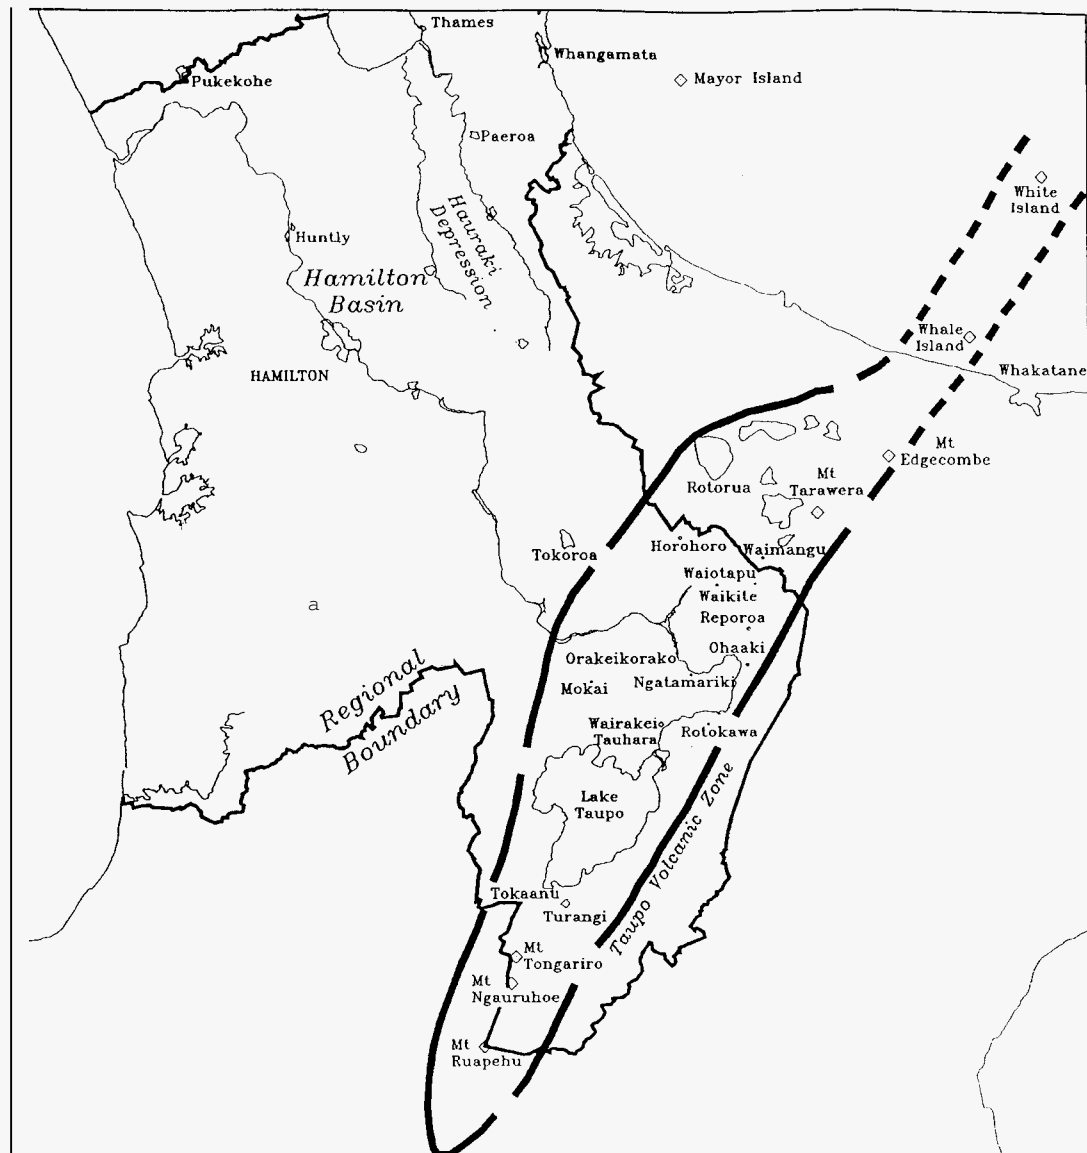 Thames
Whangamata
Pukekohe
Mayor Island
Paeroa
White
Island
Hauraki
Depression
Huntly
Hamilton
Basin
Whale
Island
HAMILTON
Whakatane
Mt
Edgecombe
Rotorua
Mt
Tarawera
Tokoroa
Horohoro
Waimangu
Waiotapu
Waikite
Reporoa
a
Ohaaki
Orakeikorako
Mokai
Ngatamariki
Regional
Boundary
Wairakei
Tauhara
Rotokawa
Lake
Taupo
Taupo Volcanic Zone
Tokaanu
Turangi
Mt
Tongariro
Mt
Ngauruhoe
Mt
Ruapehu